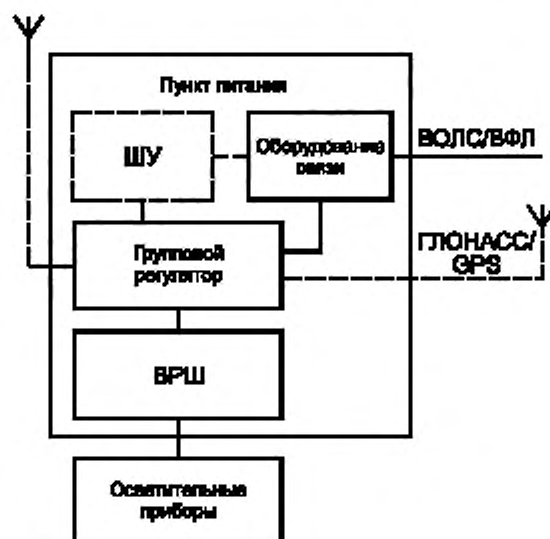 Пункт питания
ШУ
Оборудование
связи
ВОЛС/ВФЛ
Групповой
регулятор
ГЛОНАСС/
GPS
ВРШ
Осветительные
приборы